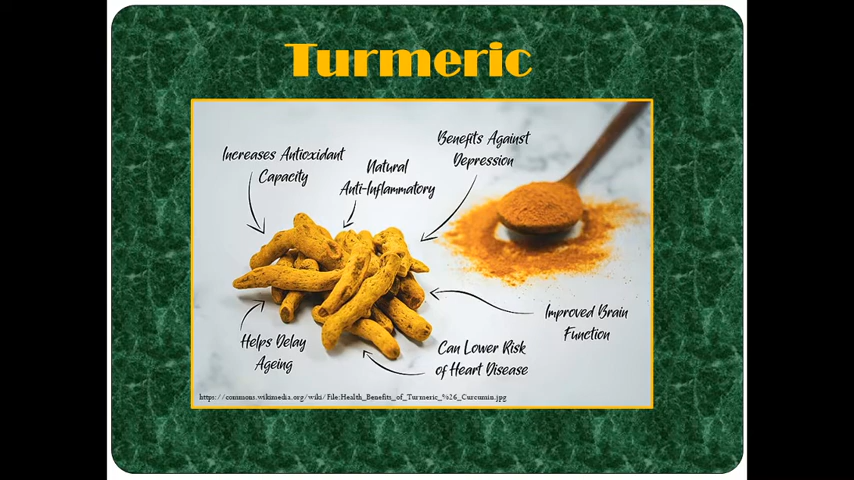 Turmeric
Increases Antioxidant
Capacity
Natural
Anti-Inflammatory
Benefits Against
Depression
Improved Brain
Function
Helps Delay
Ageing
Can Lower Risk
of Heart Disease
https://commons.wikimedia.org/wiki/File:Health_Benefits_of_Turmeric_%26_Curcumin.jpg